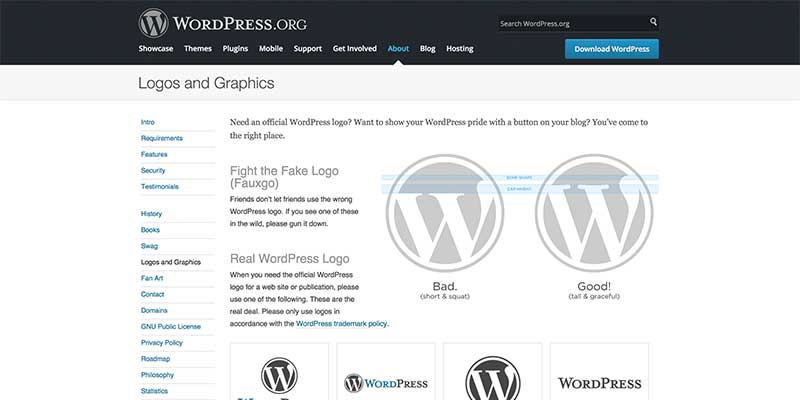 WORDPRESS.ORG
Search WordPress.org
Showcase Themes Plugins Mobile Support Get Involved About Blog Hosting
Download WordPress
Logos and Graphics
Intro
Requirements
Features
Security
Testimonials
History
Books
Swag
Logos and Graphics
Fan Art
Contact
Domains
GNU Public License
Privacy Policy
Roadmap
Philosophy
Statistics
Need an official WordPress logo? Want to show your WordPress pride with a button on your blog? You've come to
the right place.
Fight the Fake Logo
(Fauxgo)
Friends don't let friends use the wrong
WordPress logo. If you see one of these
in the wild, please gun it down.
Real WordPress Logo
When you need the official WordPress
logo for a web site or publication, please
use one of the following. These are the
real deal. Please only use logos in
accordance with the WordPress trademark policy.
CAP HEIGHT
Bad.
(short & squat)
Good!
(tall & graceful)
WORDPRESS
WORDPRESS